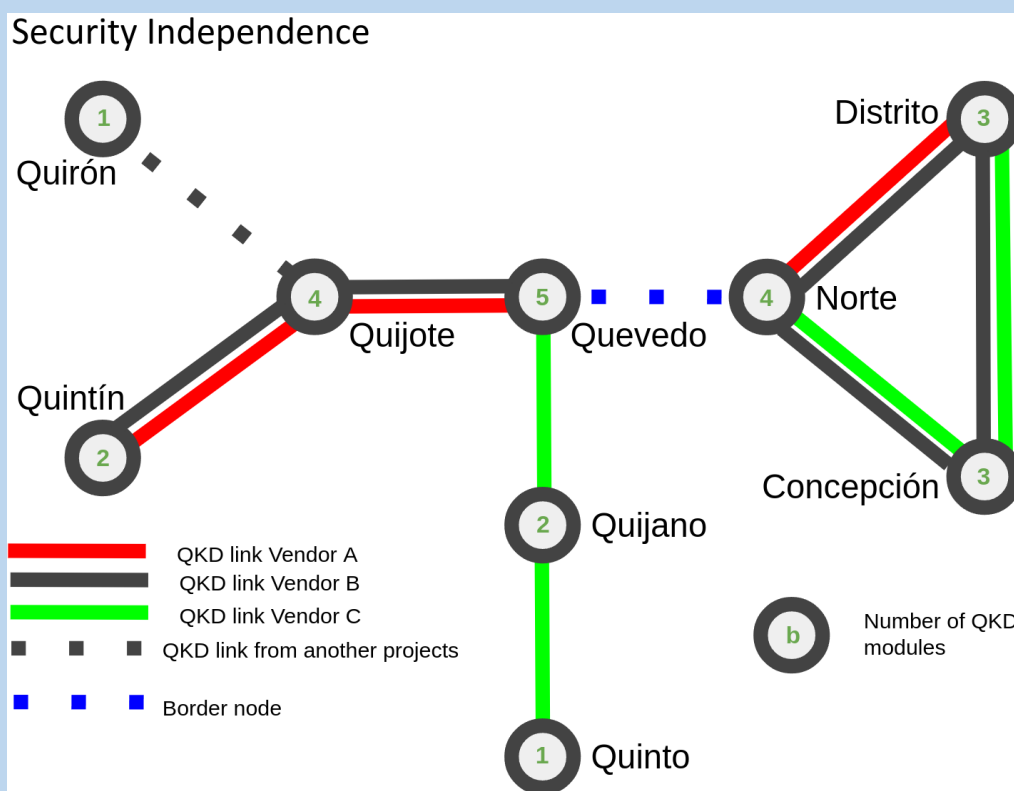 Security Independence
1
Quirón
Distrito
3
4
Quijote
5
Quevedo
4
Norte
Quintín
2
Concepción
3
2
Quijano
QKD link Vendor A
QKD link Vendor B
QKD link Vendor C
QKD link from another projects
Border node
b
Number of QKD
modules
1
Quinto